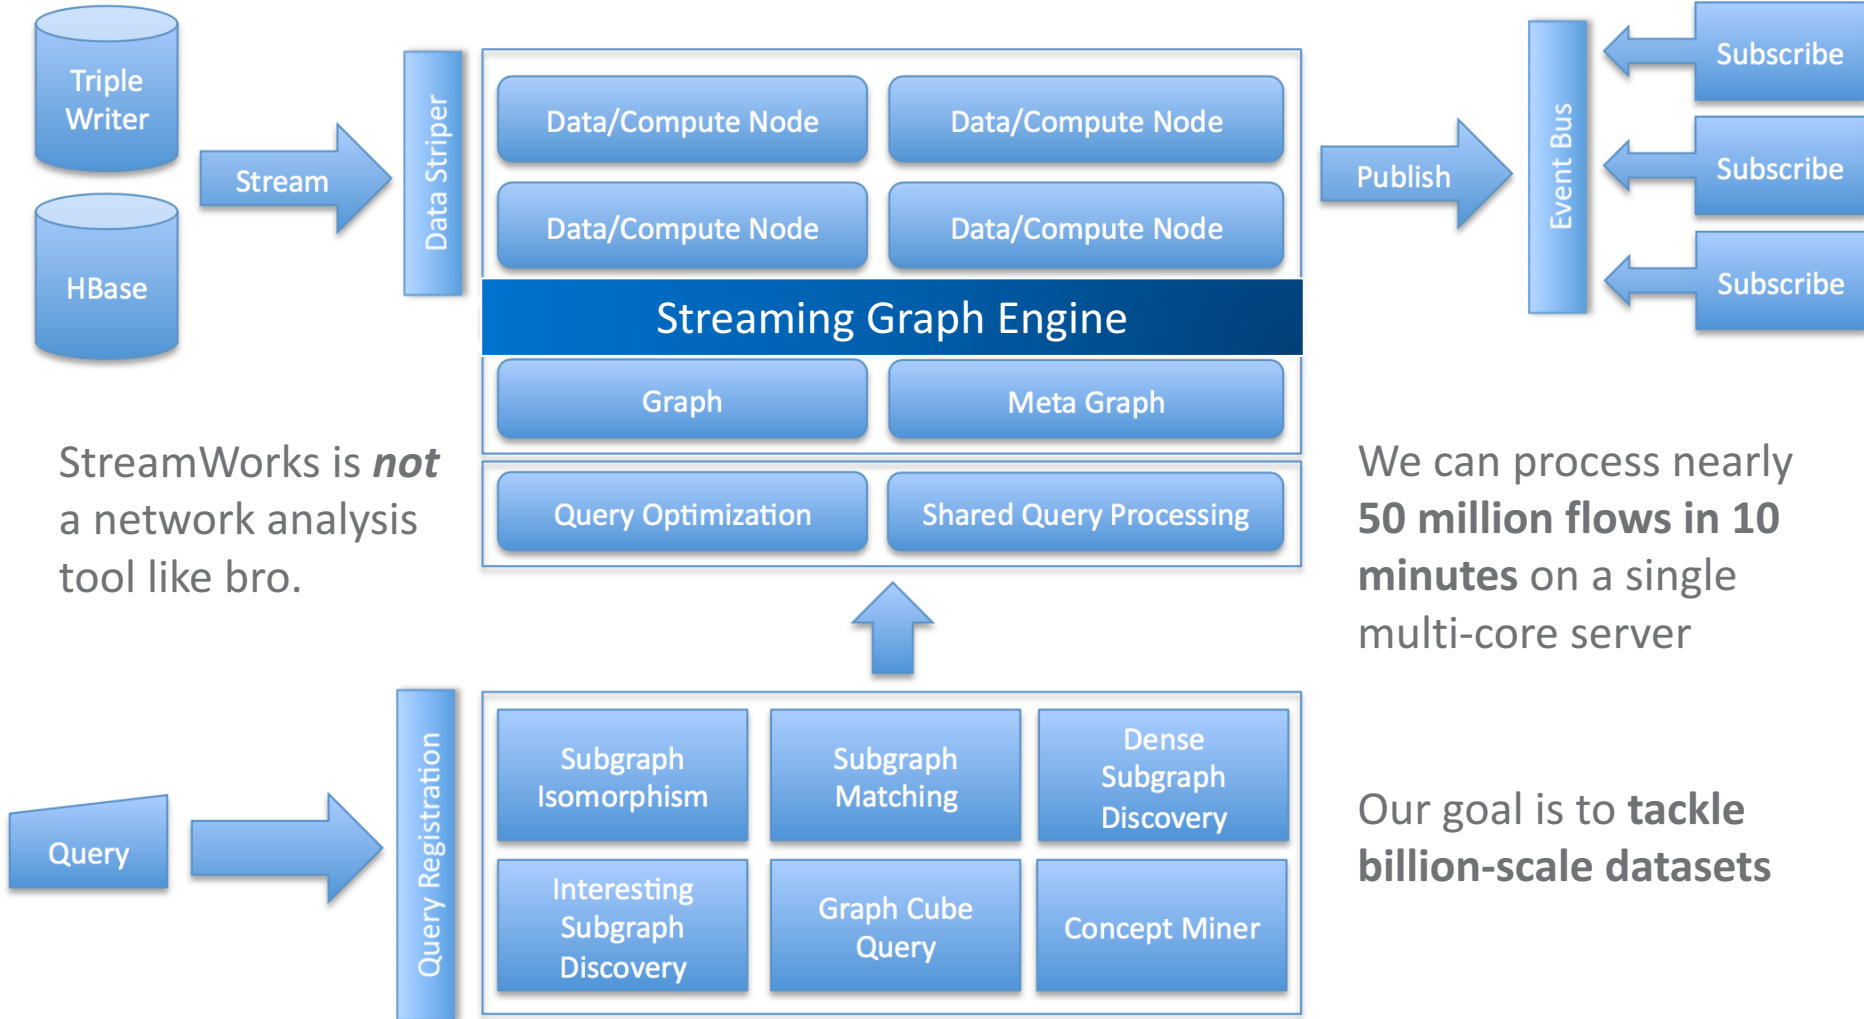 Triple
Writer
HBase
Stream
Data Striper
Data/Compute Node
Data/Compute Node
Data/Compute Node
Data/Compute Node
Streaming Graph Engine
Graph
Meta Graph
Query Optimization
Shared Query Processing
Publish
Event Bus
Subscribe
Subscribe
Subscribe
StreamWorks is not
a network analysis
tool like bro.
We can process nearly
50 million flows in 10
minutes on a single
multi-core server
Query
Query Registration
Subgraph
Isomorphism
Subgraph
Matching
Dense
Subgraph
Discovery
Interesting
Subgraph
Discovery
Graph Cube
Query
Concept Miner
Our goal is to tackle
billion-scale datasets